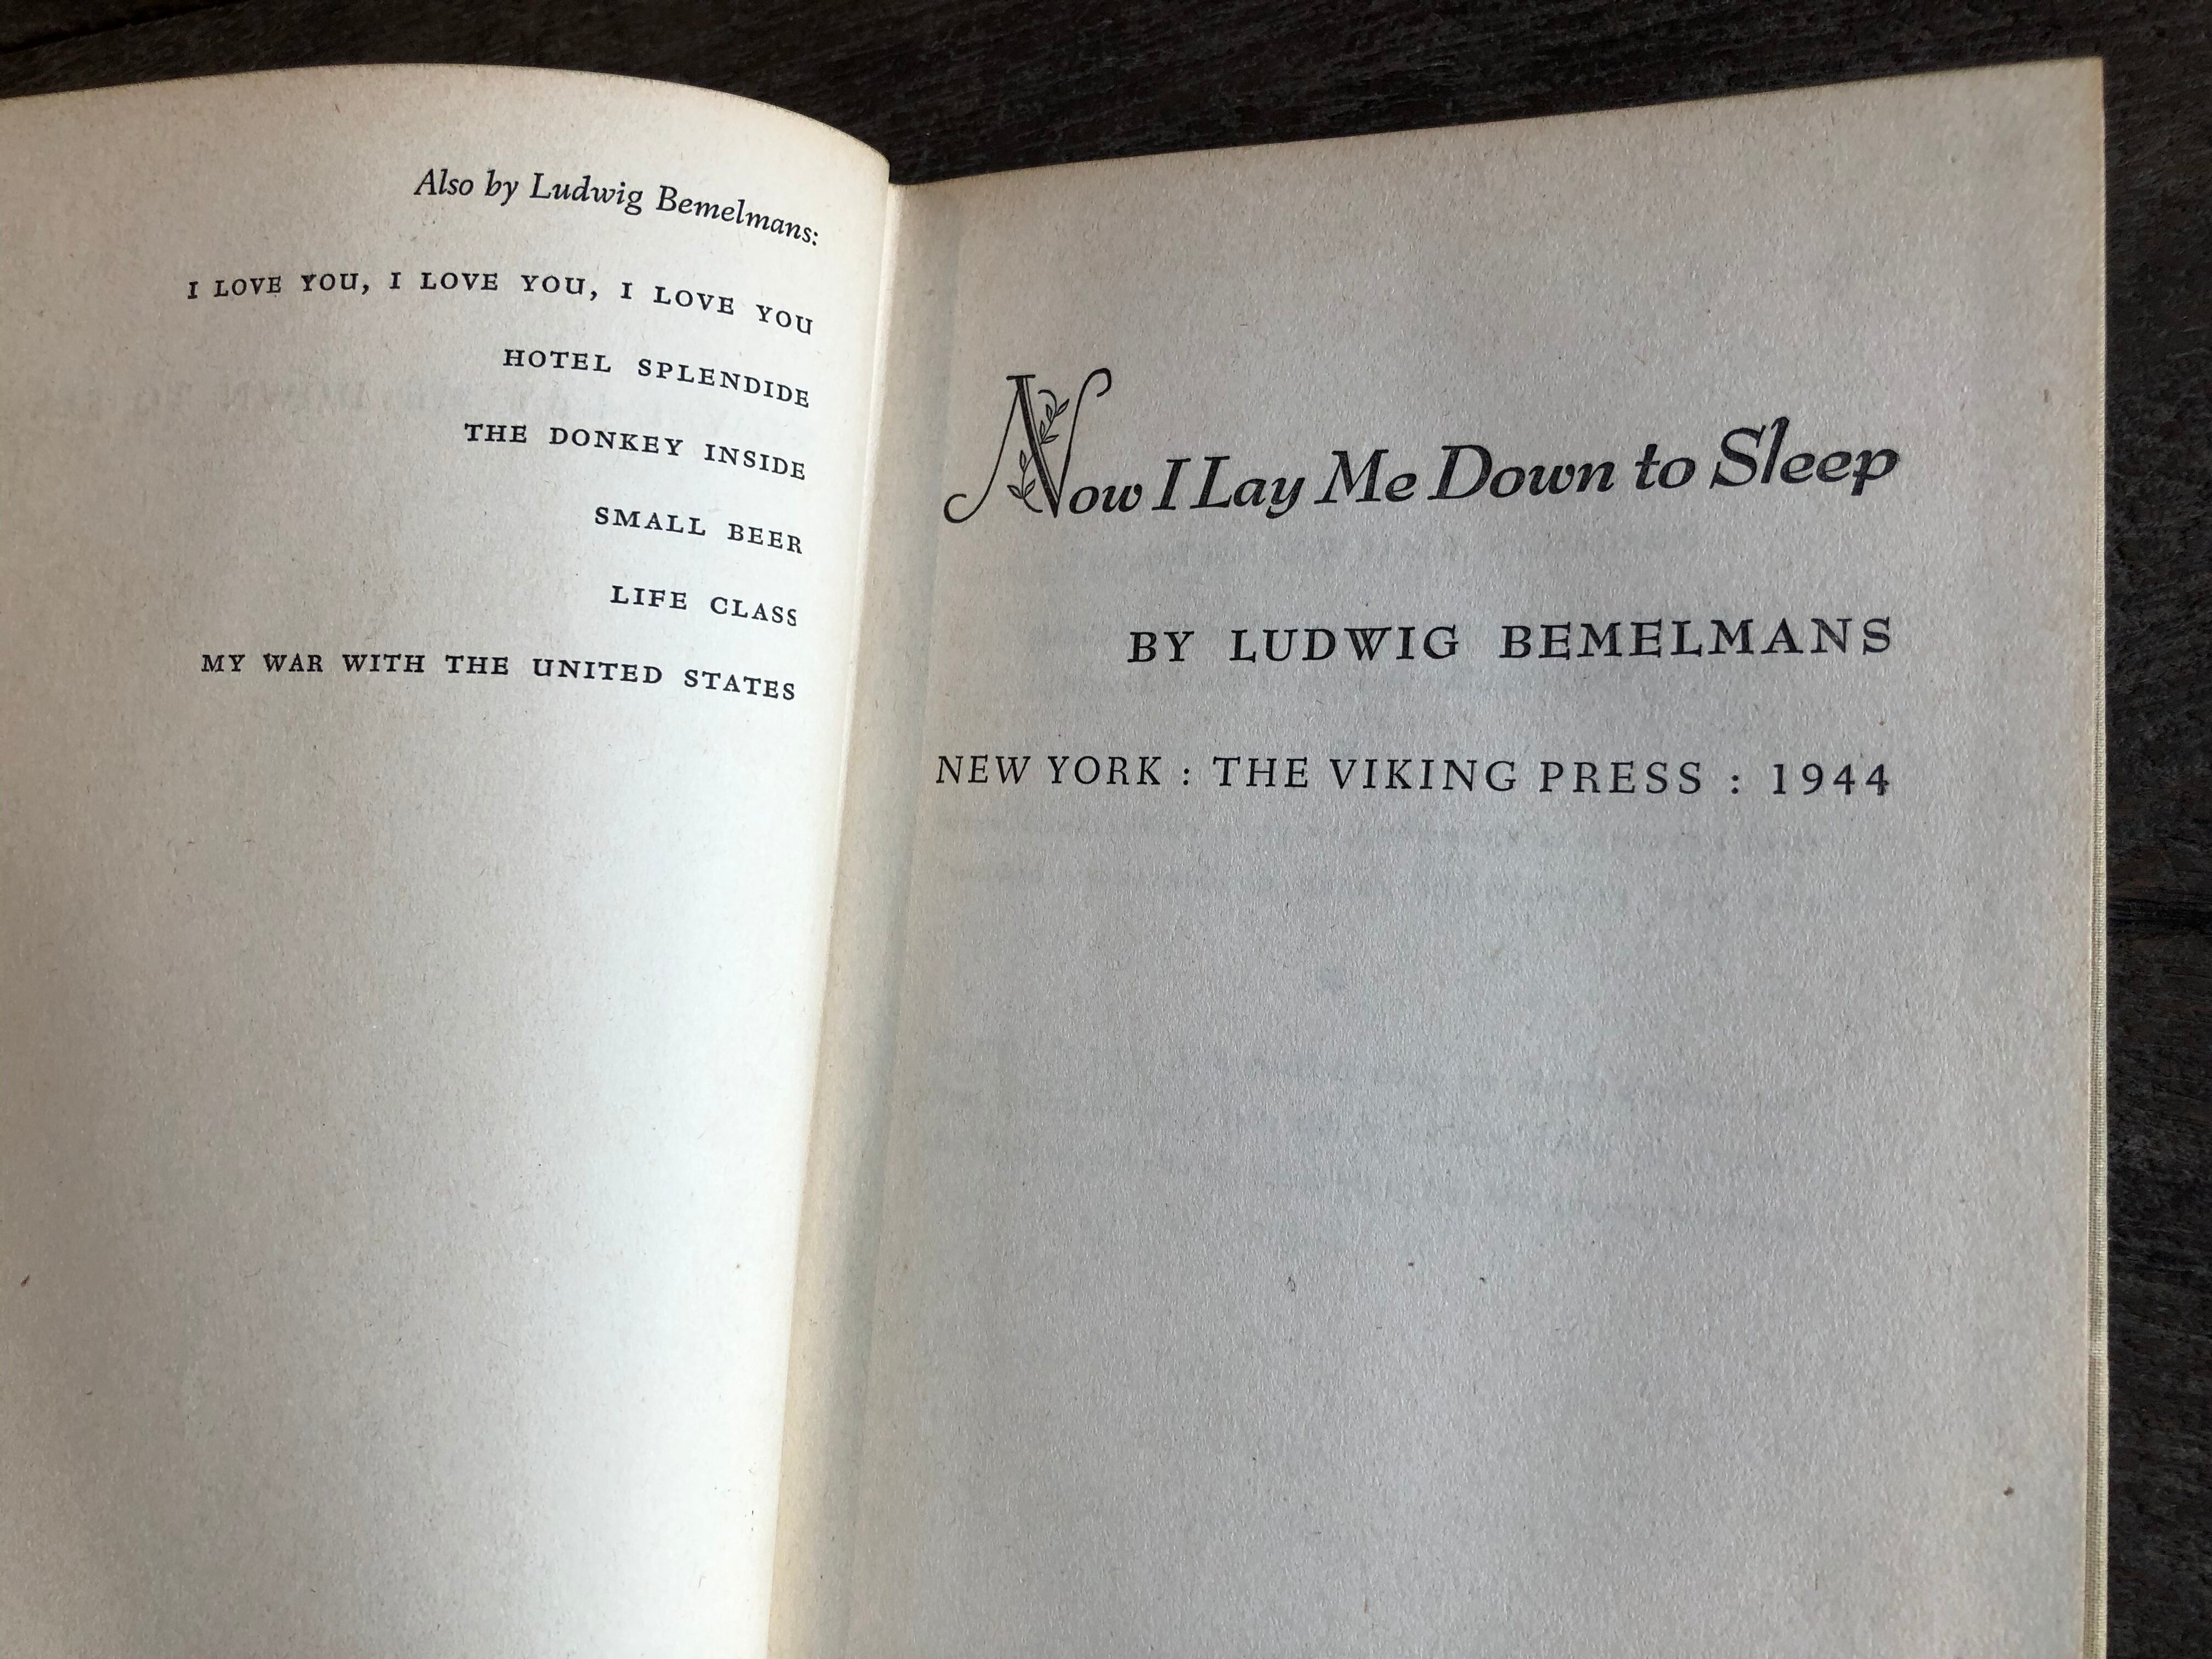 Also by Ludwig Bemelmans:
I LOVE YOU, I LOVE YOU, I LOVE YOU
HOTEL SPLENDIDE
THE DONKEY INSIDE
SMALL BEER
LIFE CLASS
MY WAR WITH THE UNITED STATES
Now I Lay Me Down to Sleep
BY LUDWIG BEMELMANS
NEW YORK : THE VIKING PRESS : 1944